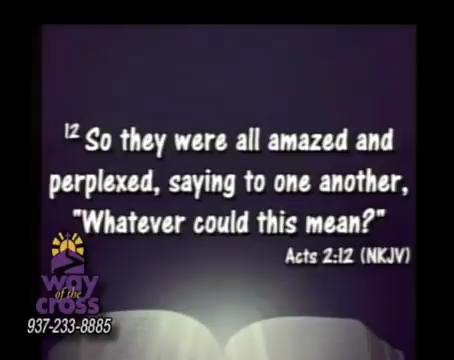 12 So they were all amazed and
perplexed, saying to one another,
"Whatever could this mean?"
Acts 2:12 (NKJV)
way
of the
cross
937-233-8885